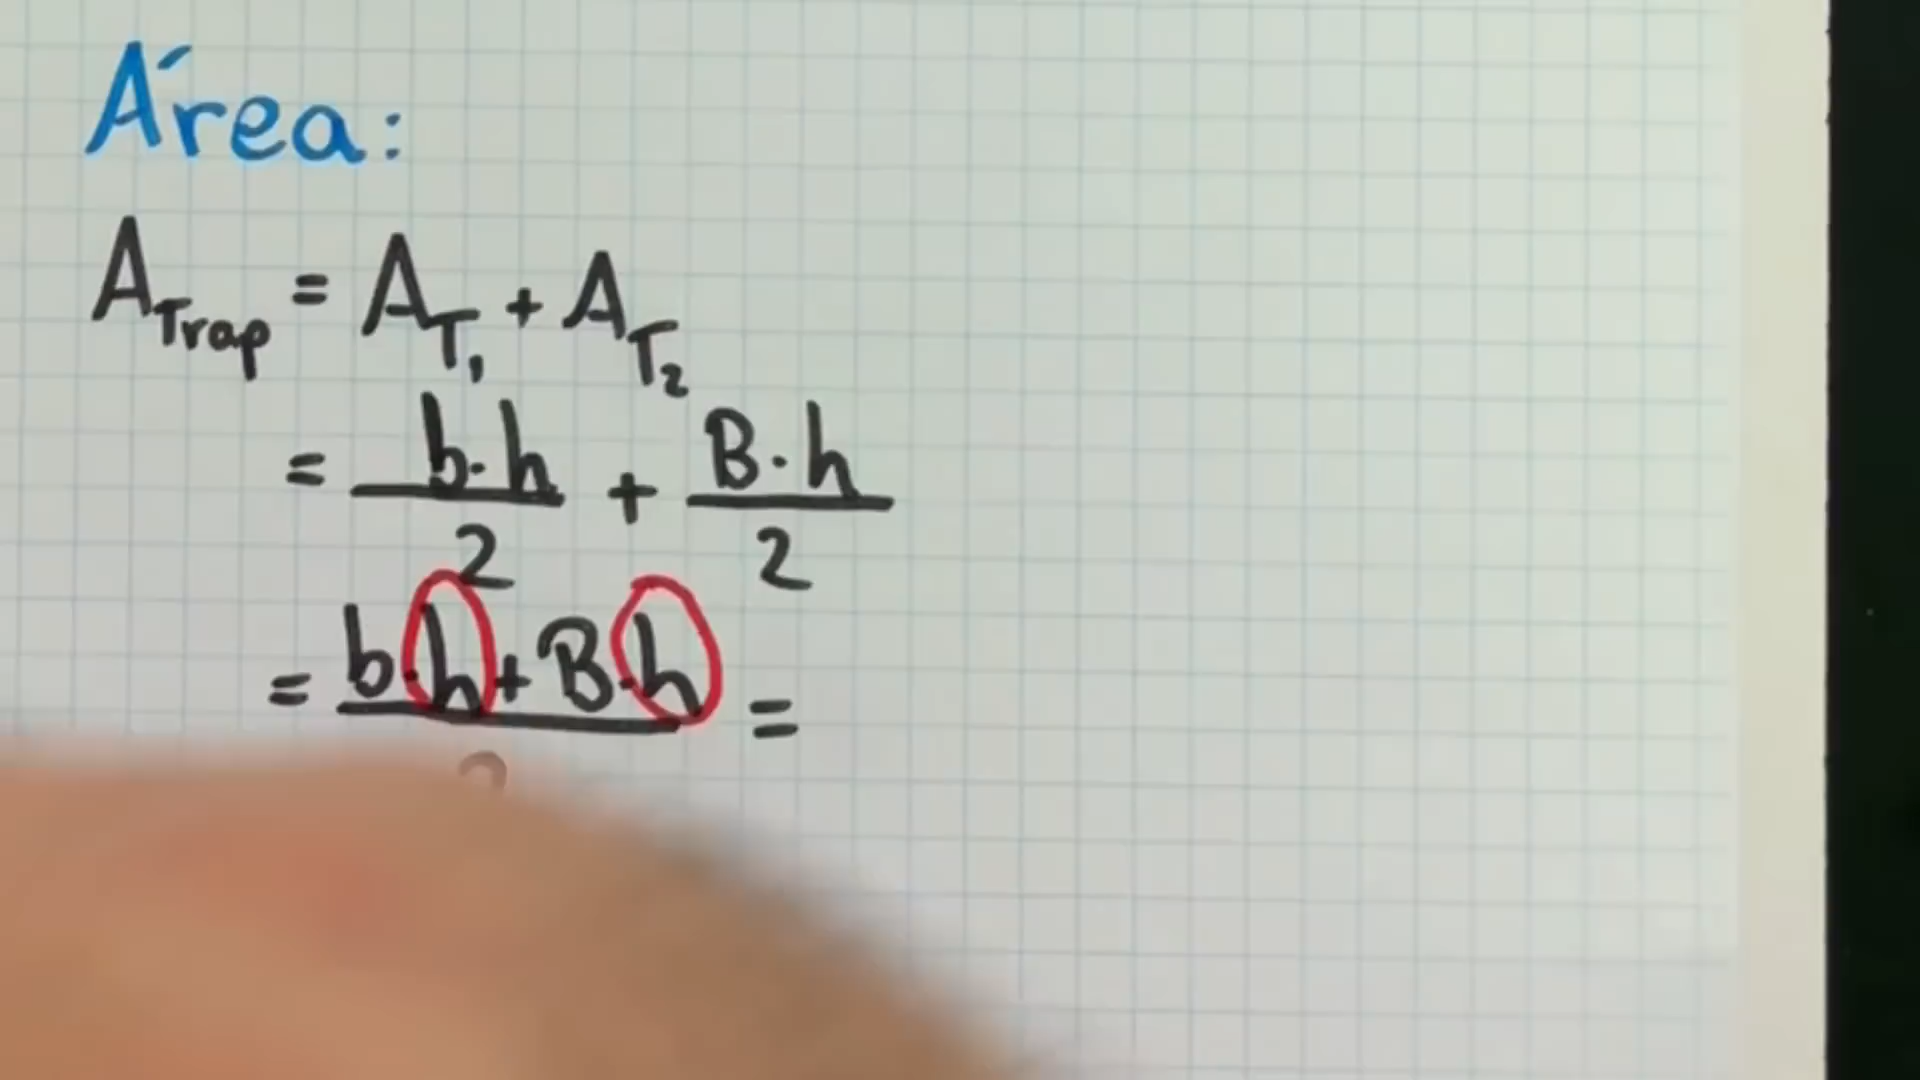 Área:
A_Trap = A_T₁ + A_T₂
= b·h/2 + B·h/2
= b·h + B·h =